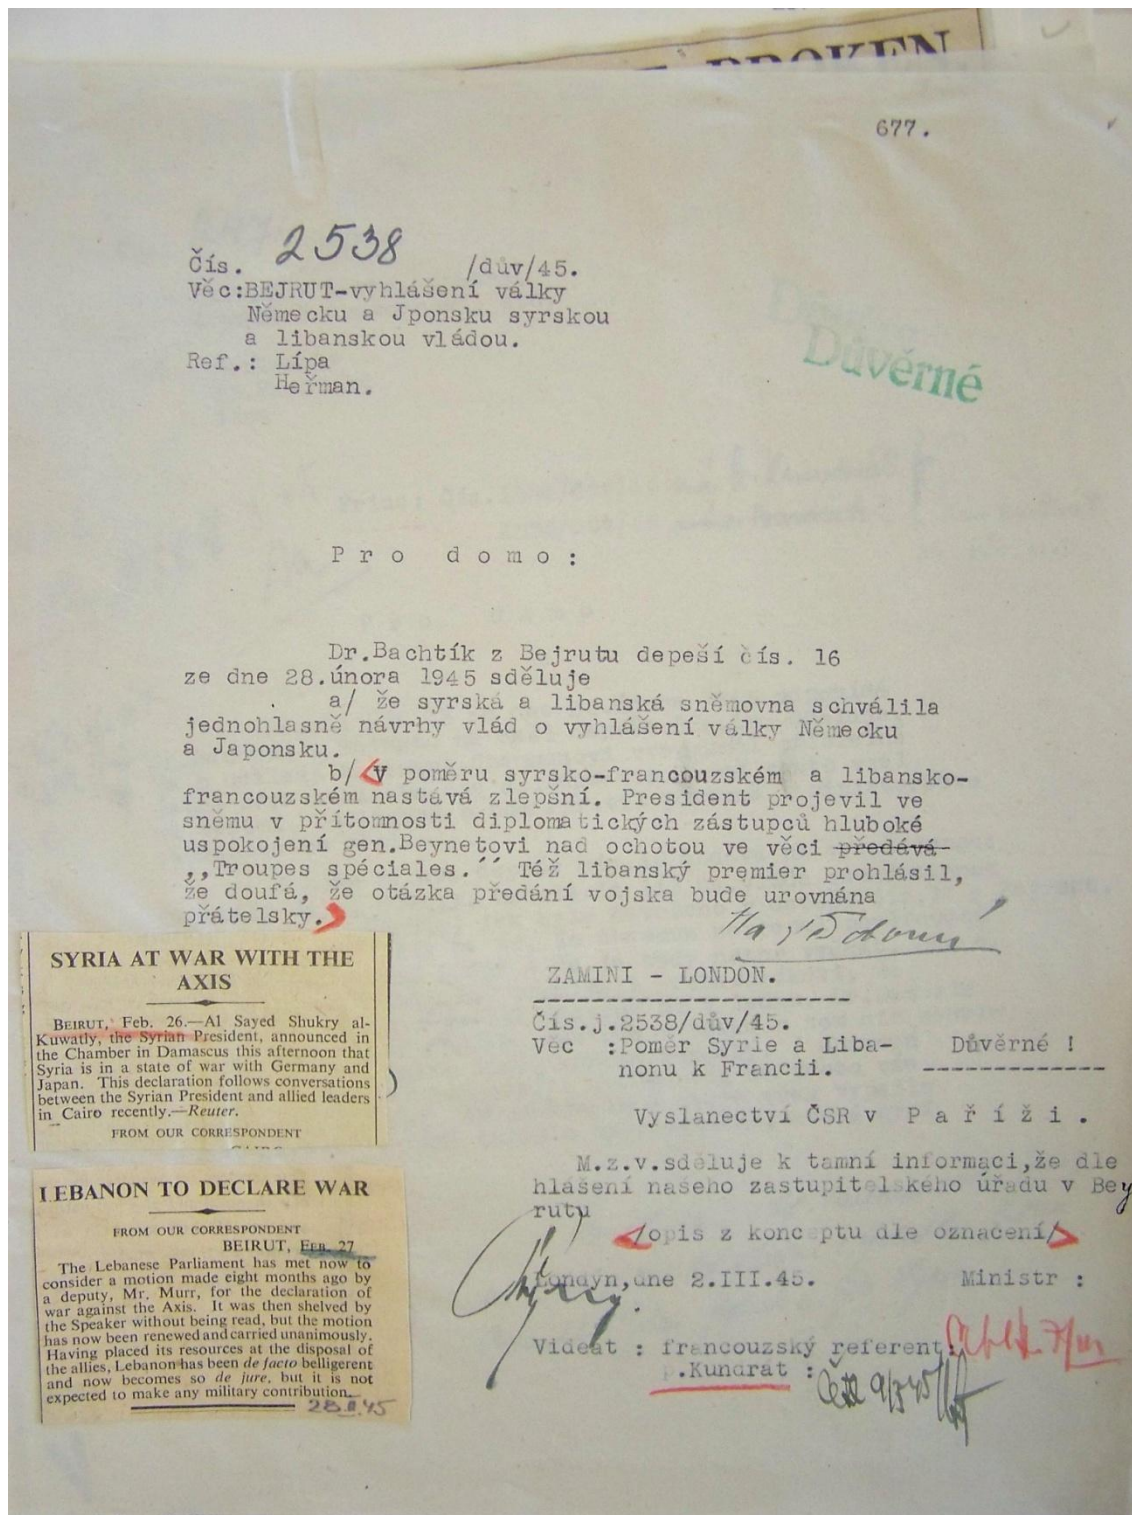 BROKEN
677.
Čís. 2538 /dův/45.
Věc:BEJRUT-vyhlášení války
Německu a Jponsku syrskou
a libanskou vládou.
Ref.: Lípa
Heřman.
Důvěrné
P r o d o m o :
Dr.Bachtík z Bejrutu depeší čís. 16
ze dne 28.února 1945 sděluje
a/ že syrská a libanská sněmovna schválila
jednohlasně návrhy vlád o vyhlášení války Německu
a Japonsku.
b/ V poměru syrsko-francouzském a libansko-
francouzském nastává zlepšní. President projevil ve
sněmu v přítomnosti diplomatických zástupců hluboké
uspokojení gen.Beynetovi nad ochotou ve věci předává
,,Troupes spéciales.´´ Též libanský premier prohlásil,
že doufá, že otázka předání vojska bude urovnána
přátelsky.
SYRIA AT WAR WITH THE
AXIS
BEIRUT, Feb. 26.—Al Sayed Shukry al-
Kuwatly, the Syrian President, announced in
the Chamber in Damascus this afternoon that
Syria is in a state of war with Germany and
Japan. This declaration follows conversations
between the Syrian President and allied leaders
in Cairo recently.—Reuter.
FROM OUR CORRESPONDENT
CAIRO
LEBANON TO DECLARE WAR
FROM OUR CORRESPONDENT
BEIRUT, FEB. 27
The Lebanese Parliament has met now to
consider a motion made eight months ago by
a deputy, Mr. Murr, for the declaration of
war against the Axis. It was then shelved by
the Speaker without being read, but the motion
has now been renewed and carried unanimously.
Having placed its resources at the disposal of
the allies, Lebanon has been de facto belligerent
and now becomes so de jure, but it is not
expected to make any military contribution.
28.II.45
ZAMINI - LONDON.
Čís.j.2538/dův/45.
Věc :Poměr Syrie a Liba-
nonu k Francii.
Důvěrné !
Vyslanectví ČSR v P a ř í ž i .
M.z.v.sděluje k tamní informaci,že dle
hlášení našeho zastupitelského úřadu v Bey
rutu
/opis z konceptu dle označení/
Londýn,dne 2.III.45. Ministr :
Videat : francouzský referent:
p.Kundrat :